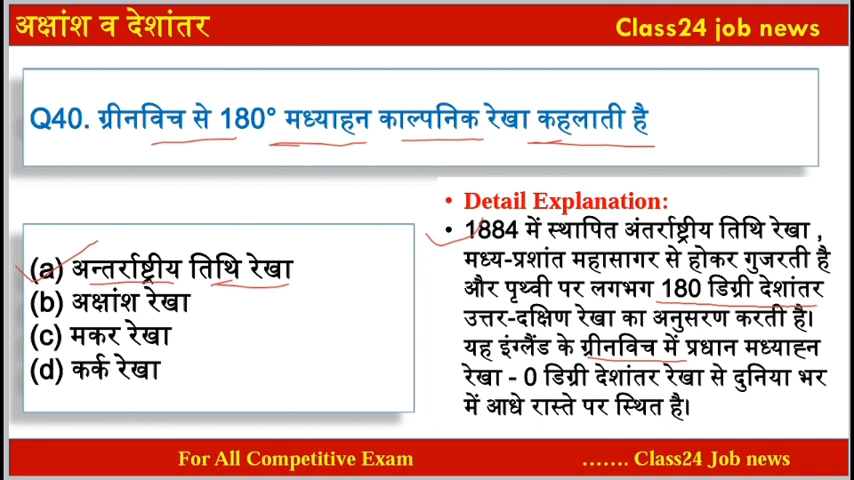 अक्षांश व देशांतर
Class24 job news
Q40. ग्रीनविच से 180° मध्याहन काल्पनिक रेखा कहलाती है
(a) अन्तर्राष्ट्रीय तिथि रेखा
(b) अक्षांश रेखा
(c) मकर रेखा
(d) कर्क रेखा
• Detail Explanation:
• 1884 में स्थापित अंतर्राष्ट्रीय तिथि रेखा ,
मध्य-प्रशांत महासागर से होकर गुजरती है
और पृथ्वी पर लगभग 180 डिग्री देशांतर
उत्तर-दक्षिण रेखा का अनुसरण करती है।
यह इंग्लैंड के ग्रीनविच में प्रधान मध्याह्न
रेखा - 0 डिग्री देशांतर रेखा से दुनिया भर
में आधे रास्ते पर स्थित है।
For All Competitive Exam
……. Class24 Job news